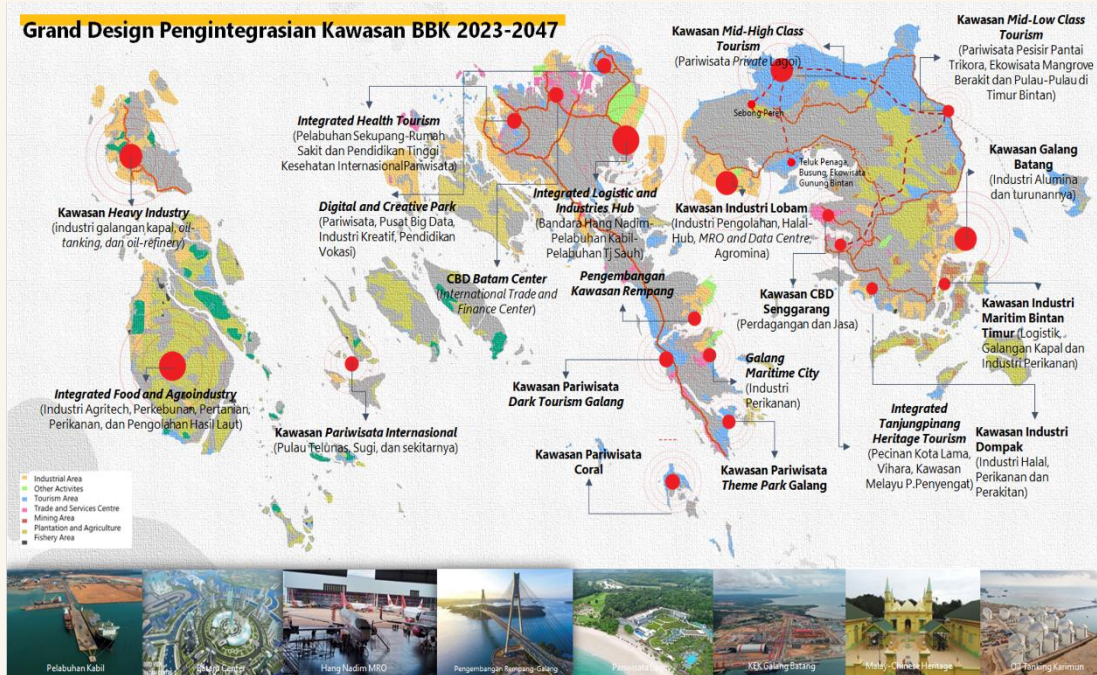 Grand Design Pengintegrasian Kawasan BBK 2023-2047
Kawasan Mid-High Class
Tourism
(Pariwisata Private Lagoi)
Kawasan Mid-Low Class
Tourism
(Pariwisata Pesisir Pantai
Trikora, Ekowisata Mangrove
Berakit dan Pulau-Pulau di
Timur Bintan)
Integrated Health Tourism
(Pelabuhan Sekupang-Rumah
Sakit dan Pendidikan Tinggi
Kesehatan InternasionalPariwisata)
Sebong Pereh
Teluk Penaga,
Busung, Ekowisata
Gunung Bintan
Kawasan Galang
Batang
(Industri Alumina
dan turunannya)
Kawasan Heavy Industry
(industri galangan kapal, oil-
tanking, dan oil-refinery)
Digital and Creative Park
(Pariwisata, Pusat Big Data,
Industri Kreatif, Pendidikan
Vokasi)
Integrated Logistic and
Industries Hub
(Bandara Hang Nadim-
Pelabuhan Kabil-
Pelabuhan Tj Sauh)
Kawasan Industri Lobam
(Industri Pengolahan, Halal-
Hub, MRO and Data Centre,
Agromina)
CBD Batam Center
(International Trade and
Finance Center)
Pengembangan
Kawasan Rempang
Kawasan CBD
Senggarang
(Perdagangan dan Jasa)
Kawasan Industri
Maritim Bintan
Timur (Logistik,
Galangan Kapal dan
Industri Perikanan)
Integrated Food and Agroindustry
(Industri Agritech, Perkebunan, Pertanian,
Perikanan, dan Pengolahan Hasil Laut)
Kawasan Pariwisata Internasional
(Pulau Telunas, Sugi, dan sekitarnya)
Kawasan Pariwisata
Dark Tourism Galang
Galang
Maritime City
(Industri
Perikanan)
Integrated
Tanjungpinang
Heritage Tourism
(Pecinan Kota Lama,
Vihara, Kawasan
Melayu P.Penyengat)
Kawasan Industri
Dompak
(Industri Halal,
Perikanan dan
Perakitan)
Kawasan Pariwisata
Coral
Kawasan Pariwisata
Theme Park Galang
Industrial Area
Other Activites
Tourism Area
Trade and Services Centre
Mining Area
Plantation and Agriculture
Fishery Area
Pelabuhan Kabil
Batam Center
Hang Nadim MRO
Pengembangan Rempang-Galang
Pariwisata
KEK Galang Batang
Malay-Chinese Heritage
Oil Tanking Karimun